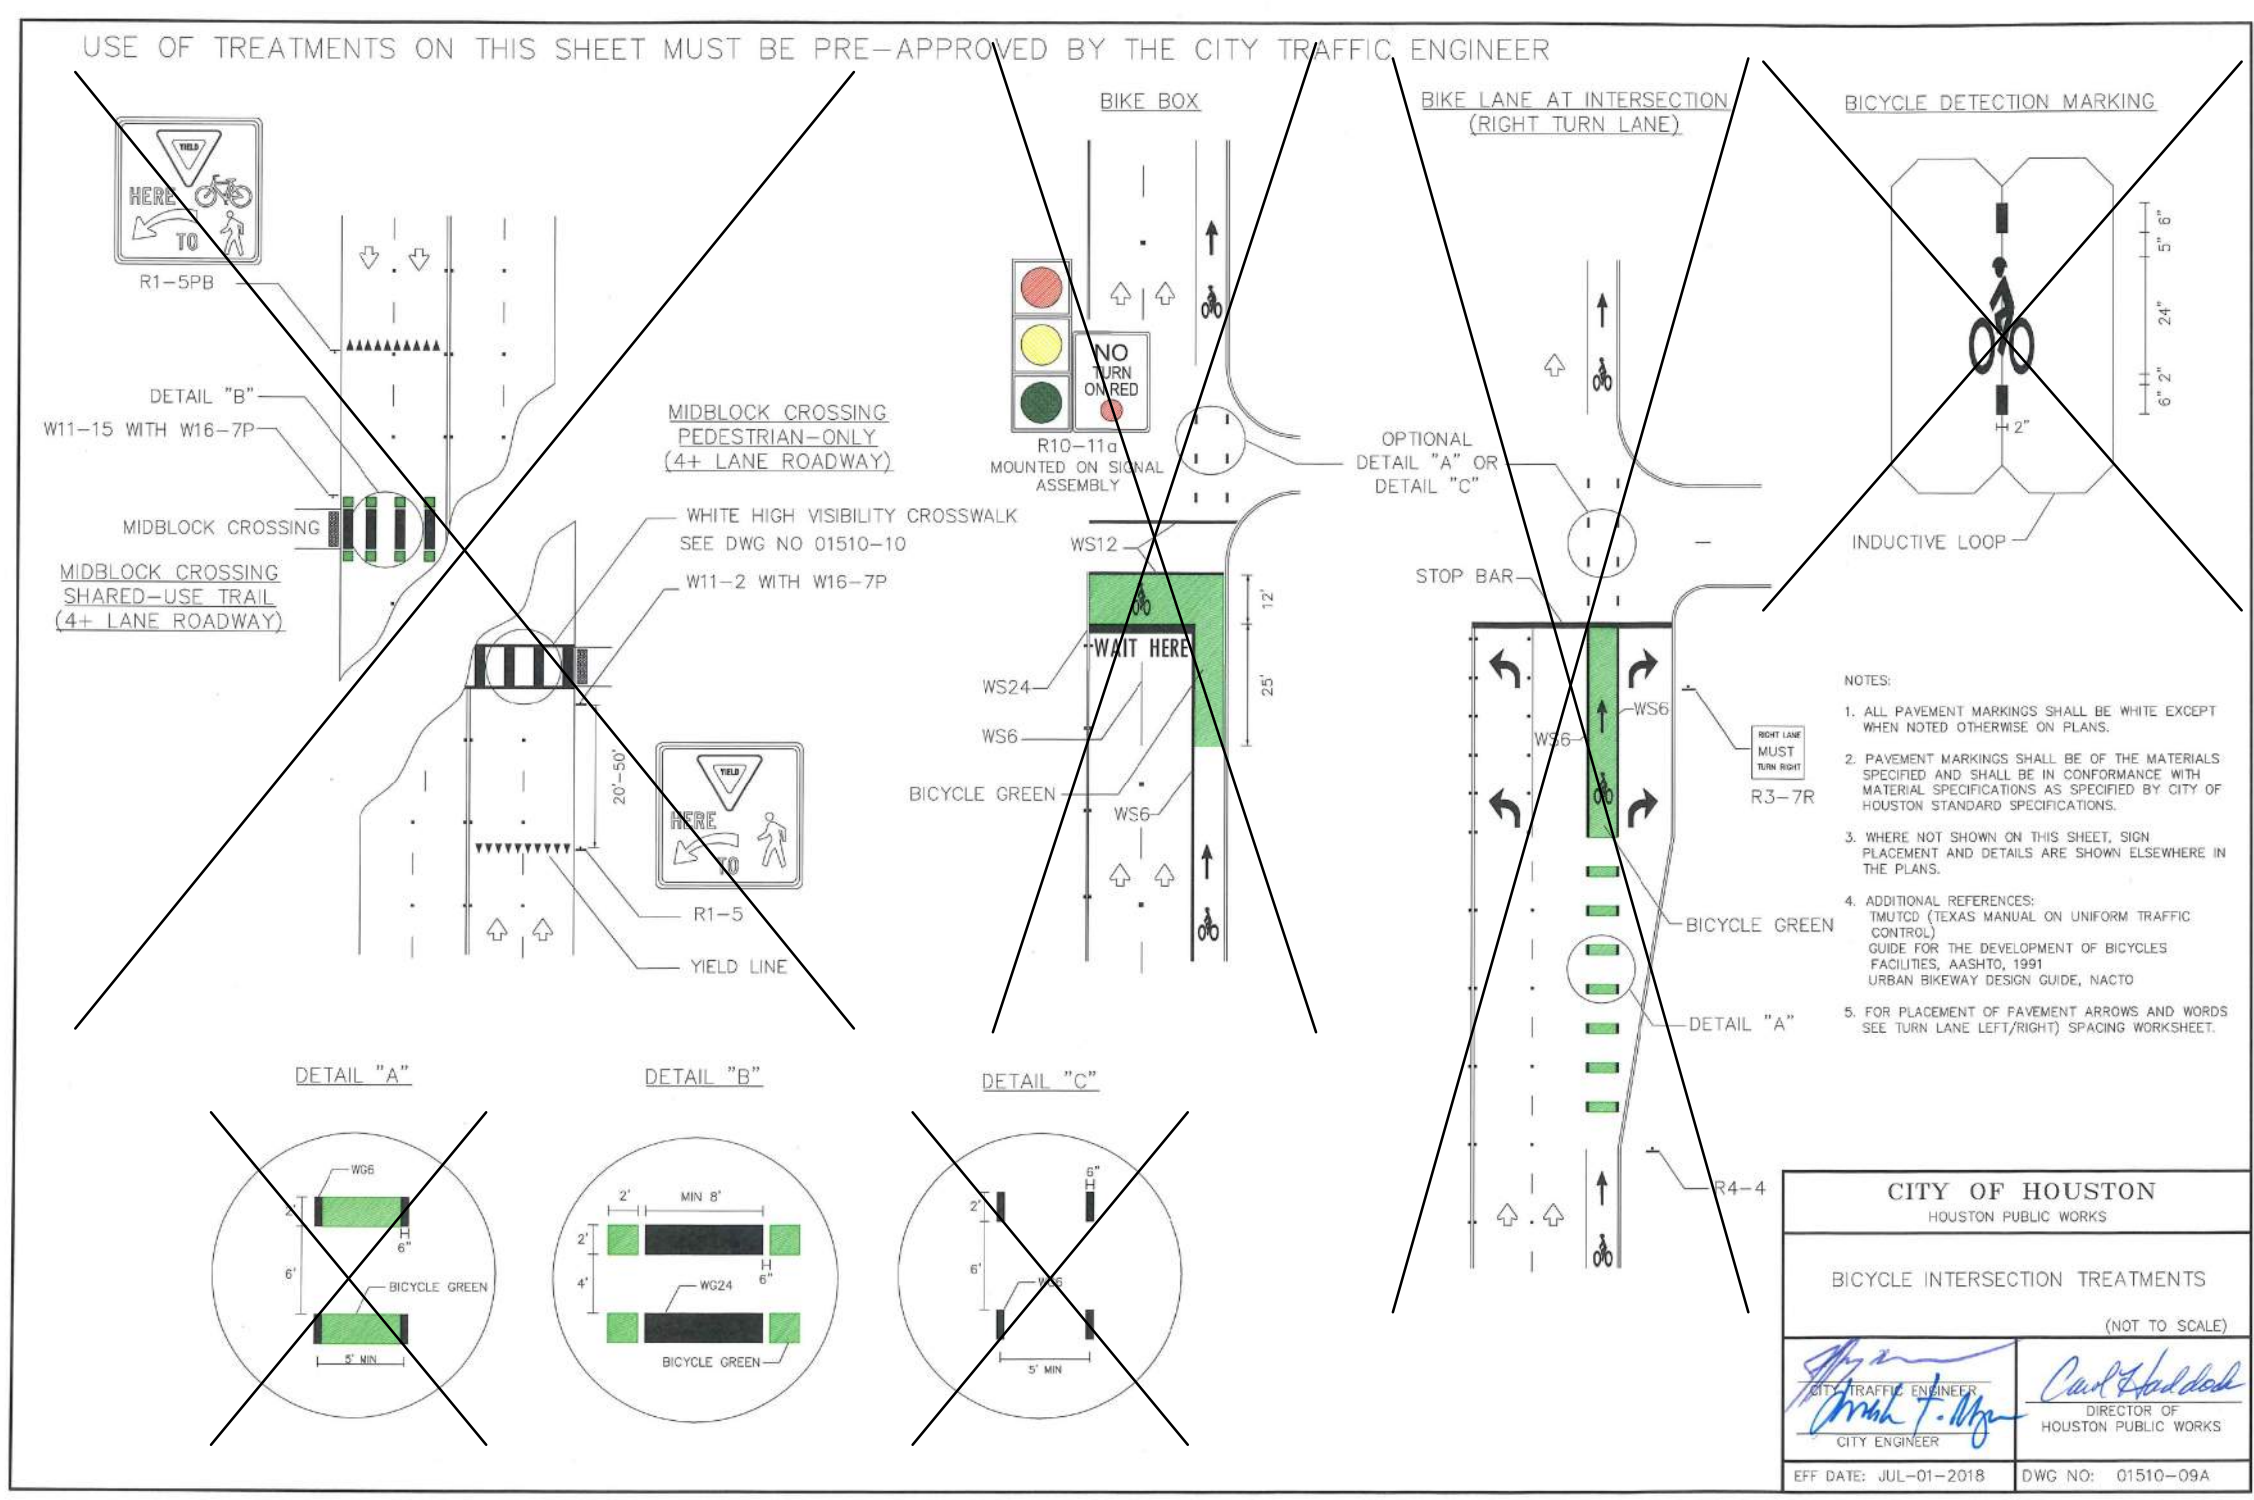 USE OF TREATMENTS ON THIS SHEET MUST BE PRE-APPROVED BY THE CITY TRAFFIC ENGINEER
YIELD
HERE
TO
R1-5PB
DETAIL "B"
W11-15 WITH W16-7P
MIDBLOCK CROSSING
MIDBLOCK CROSSING
SHARED-USE TRAIL
(4+ LANE ROADWAY)
MIDBLOCK CROSSING
PEDESTRIAN-ONLY
(4+ LANE ROADWAY)
WHITE HIGH VISIBILITY CROSSWALK
SEE DWG NO 01510-10
W11-2 WITH W16-7P
20'-50'
YIELD
HERE
TO
R1-5
YIELD LINE
BIKE BOX
NO
TURN
ON RED
R10-11a
MOUNTED ON SIGNAL
ASSEMBLY
WS12
12'
WAIT HERE
25'
WS24
WS6
BICYCLE GREEN
WS6
BIKE LANE AT INTERSECTION
(RIGHT TURN LANE)
OPTIONAL
DETAIL "A" OR
DETAIL "C"
STOP BAR
WS6
WS6
RIGHT LANE
MUST
TURN RIGHT
R3-7R
BICYCLE GREEN
DETAIL "A"
R4-4
BICYCLE DETECTION MARKING
6"
5"
24"
2"
6"
2"
INDUCTIVE LOOP
NOTES:
1. ALL PAVEMENT MARKINGS SHALL BE WHITE EXCEPT
WHEN NOTED OTHERWISE ON PLANS.
2. PAVEMENT MARKINGS SHALL BE OF THE MATERIALS
SPECIFIED AND SHALL BE IN CONFORMANCE WITH
MATERIAL SPECIFICATIONS AS SPECIFIED BY CITY OF
HOUSTON STANDARD SPECIFICATIONS.
3. WHERE NOT SHOWN ON THIS SHEET, SIGN
PLACEMENT AND DETAILS ARE SHOWN ELSEWHERE IN
THE PLANS.
4. ADDITIONAL REFERENCES:
TMUTCD (TEXAS MANUAL ON UNIFORM TRAFFIC
CONTROL)
GUIDE FOR THE DEVELOPMENT OF BICYCLES
FACILITIES, AASHTO, 1991
URBAN BIKEWAY DESIGN GUIDE, NACTO
5. FOR PLACEMENT OF PAVEMENT ARROWS AND WORDS
SEE TURN LANE LEFT/RIGHT) SPACING WORKSHEET.
DETAIL "A"
WG6
2'
6"
6'
BICYCLE GREEN
5' MIN
DETAIL "B"
2'
MIN 8'
2'
6"
4'
WG24
BICYCLE GREEN
DETAIL "C"
6"
2'
6'
WG6
5' MIN
CITY OF HOUSTON
HOUSTON PUBLIC WORKS
BICYCLE INTERSECTION TREATMENTS
(NOT TO SCALE)
CITY TRAFFIC ENGINEER
CITY ENGINEER
Carol Haddock
DIRECTOR OF
HOUSTON PUBLIC WORKS
EFF DATE: JUL-01-2018
DWG NO: 01510-09A